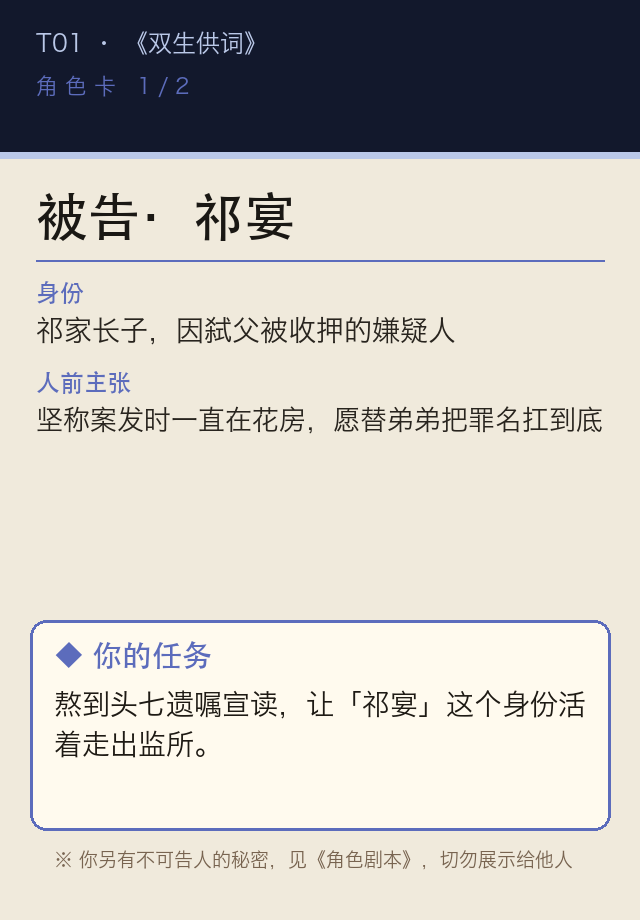 T01 · 《双生供词》
角色卡 1/2
被告· 祁宴
身份
祁家长子，因弑父被收押的嫌疑人
人前主张
坚称案发时一直在花房，愿替弟弟把罪名扛到底
◆ 你的任务
熬到头七遗嘱宣读，让「祁宴」这个身份活
着走出监所。
※ 你另有不可告人的秘密，见《角色剧本》，切勿展示给他人